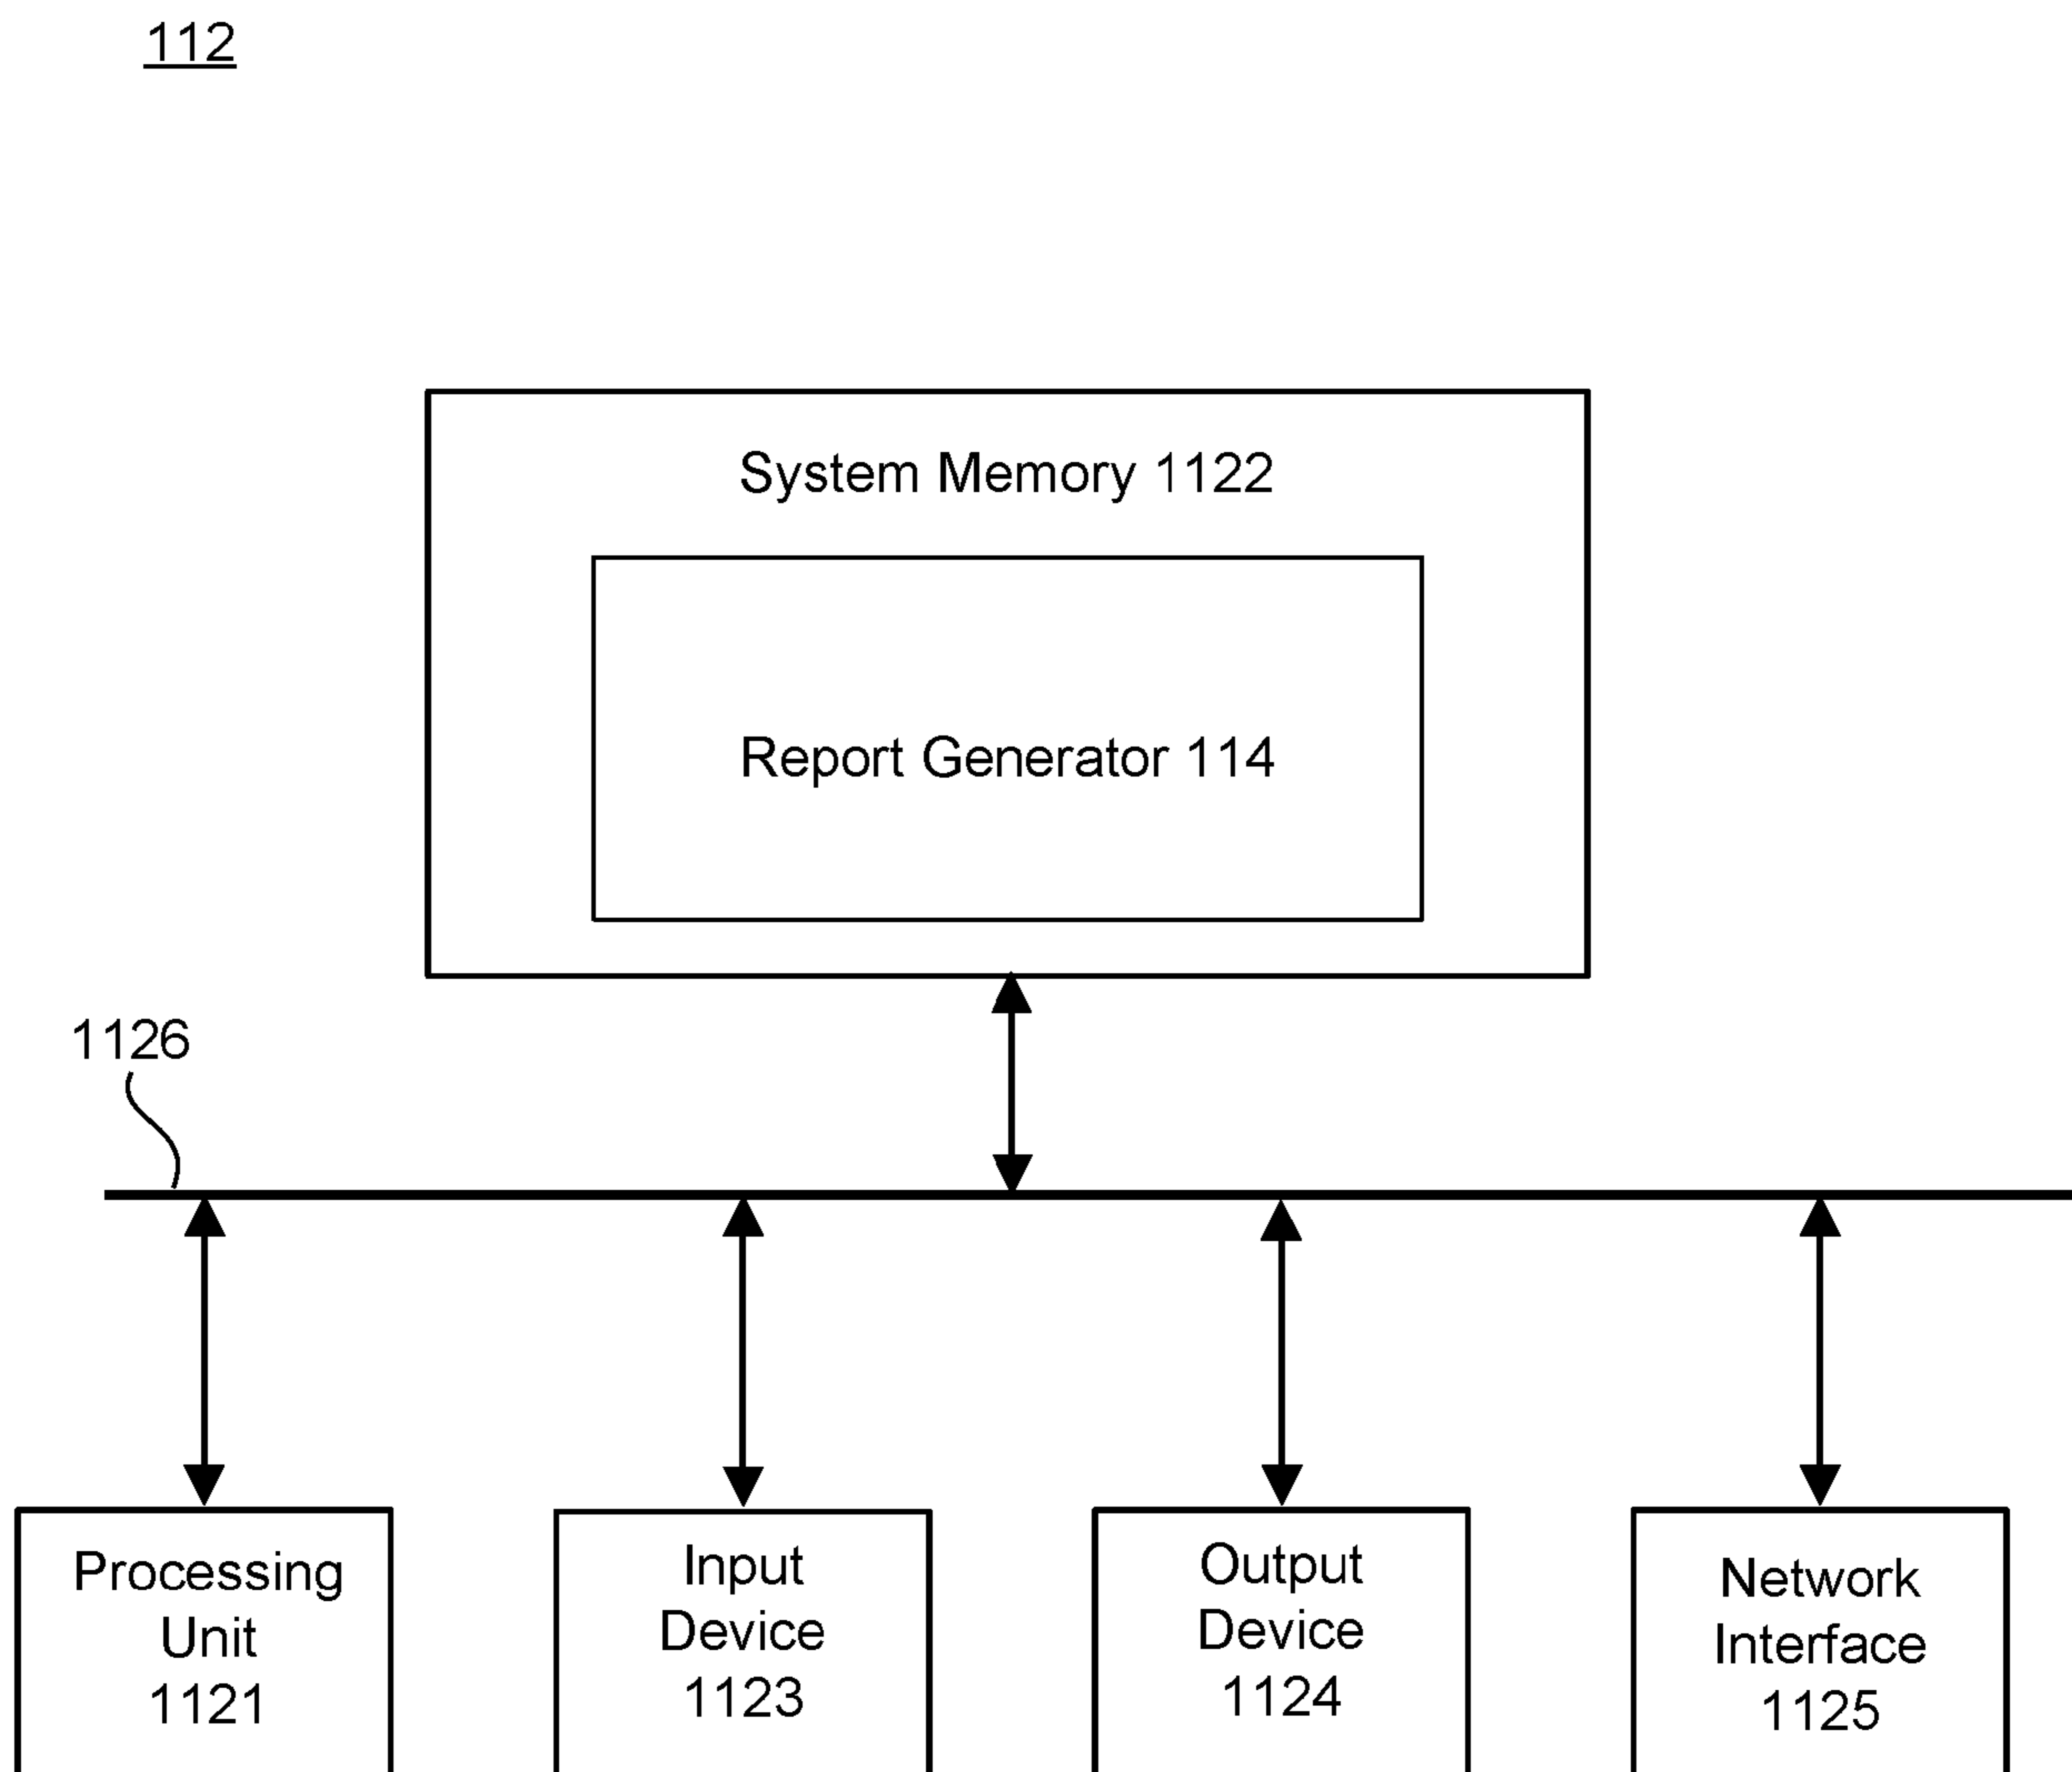 112
System Memory 1122
Report Generator 114
1126
Processing
Unit
1121
Input
Device
1123
Output
Device
1124
Network
Interface
1125